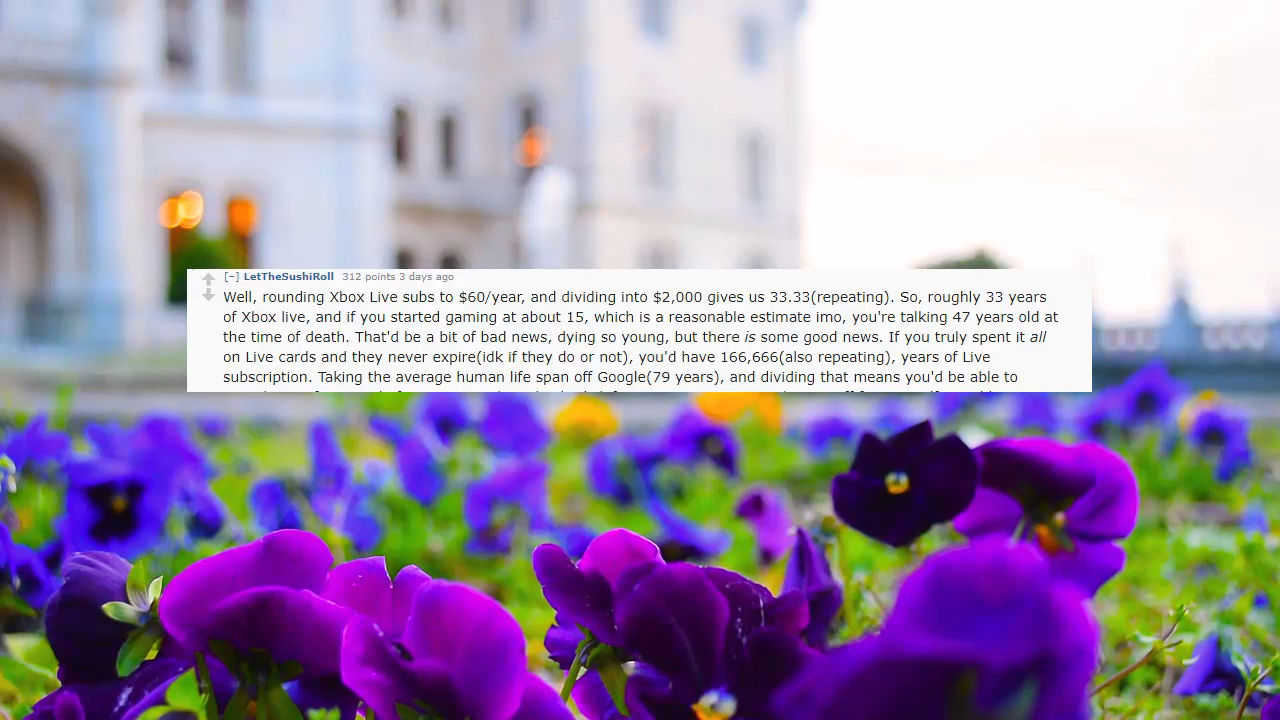 [–] LetTheSushiRoll 312 points 3 days ago
Well, rounding Xbox Live subs to $60/year, and dividing into $2,000 gives us 33.33(repeating). So, roughly 33 years
of Xbox live, and if you started gaming at about 15, which is a reasonable estimate imo, you're talking 47 years old at
the time of death. That'd be a bit of bad news, dying so young, but there is some good news. If you truly spent it all
on Live cards and they never expire(idk if they do or not), you'd have 166,666(also repeating), years of Live
subscription. Taking the average human life span off Google(79 years), and dividing that means you'd be able to